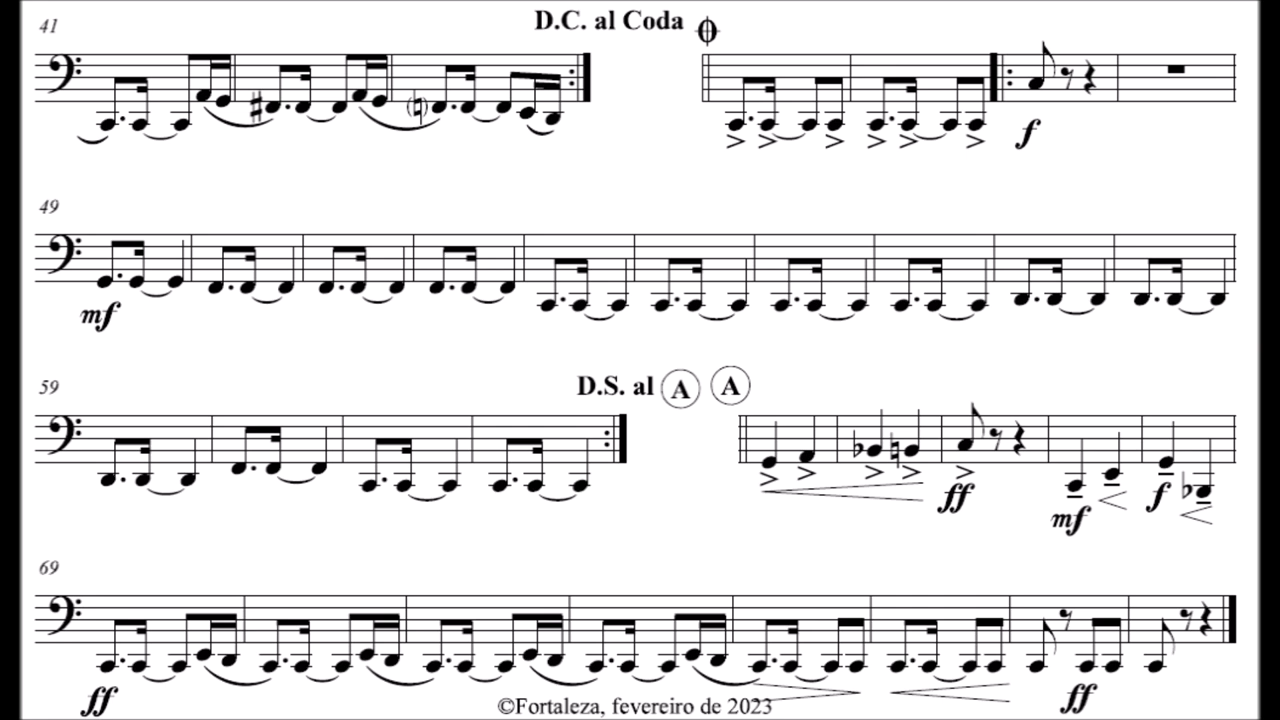 41
D.C. al Coda
f
49
mf
59
D.S. al A A
ff mf f
69
ff ff
©Fortaleza, fevereiro de 2023